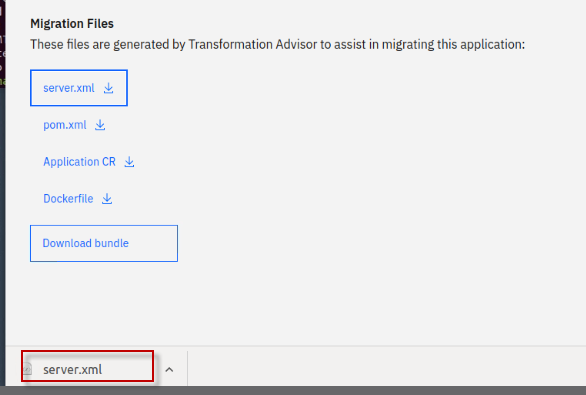 Migration Files
These files are generated by Transformation Advisor to assist in migrating this application:
server.xml
pom.xml
Application CR
Dockerfile
Download bundle
server.xml